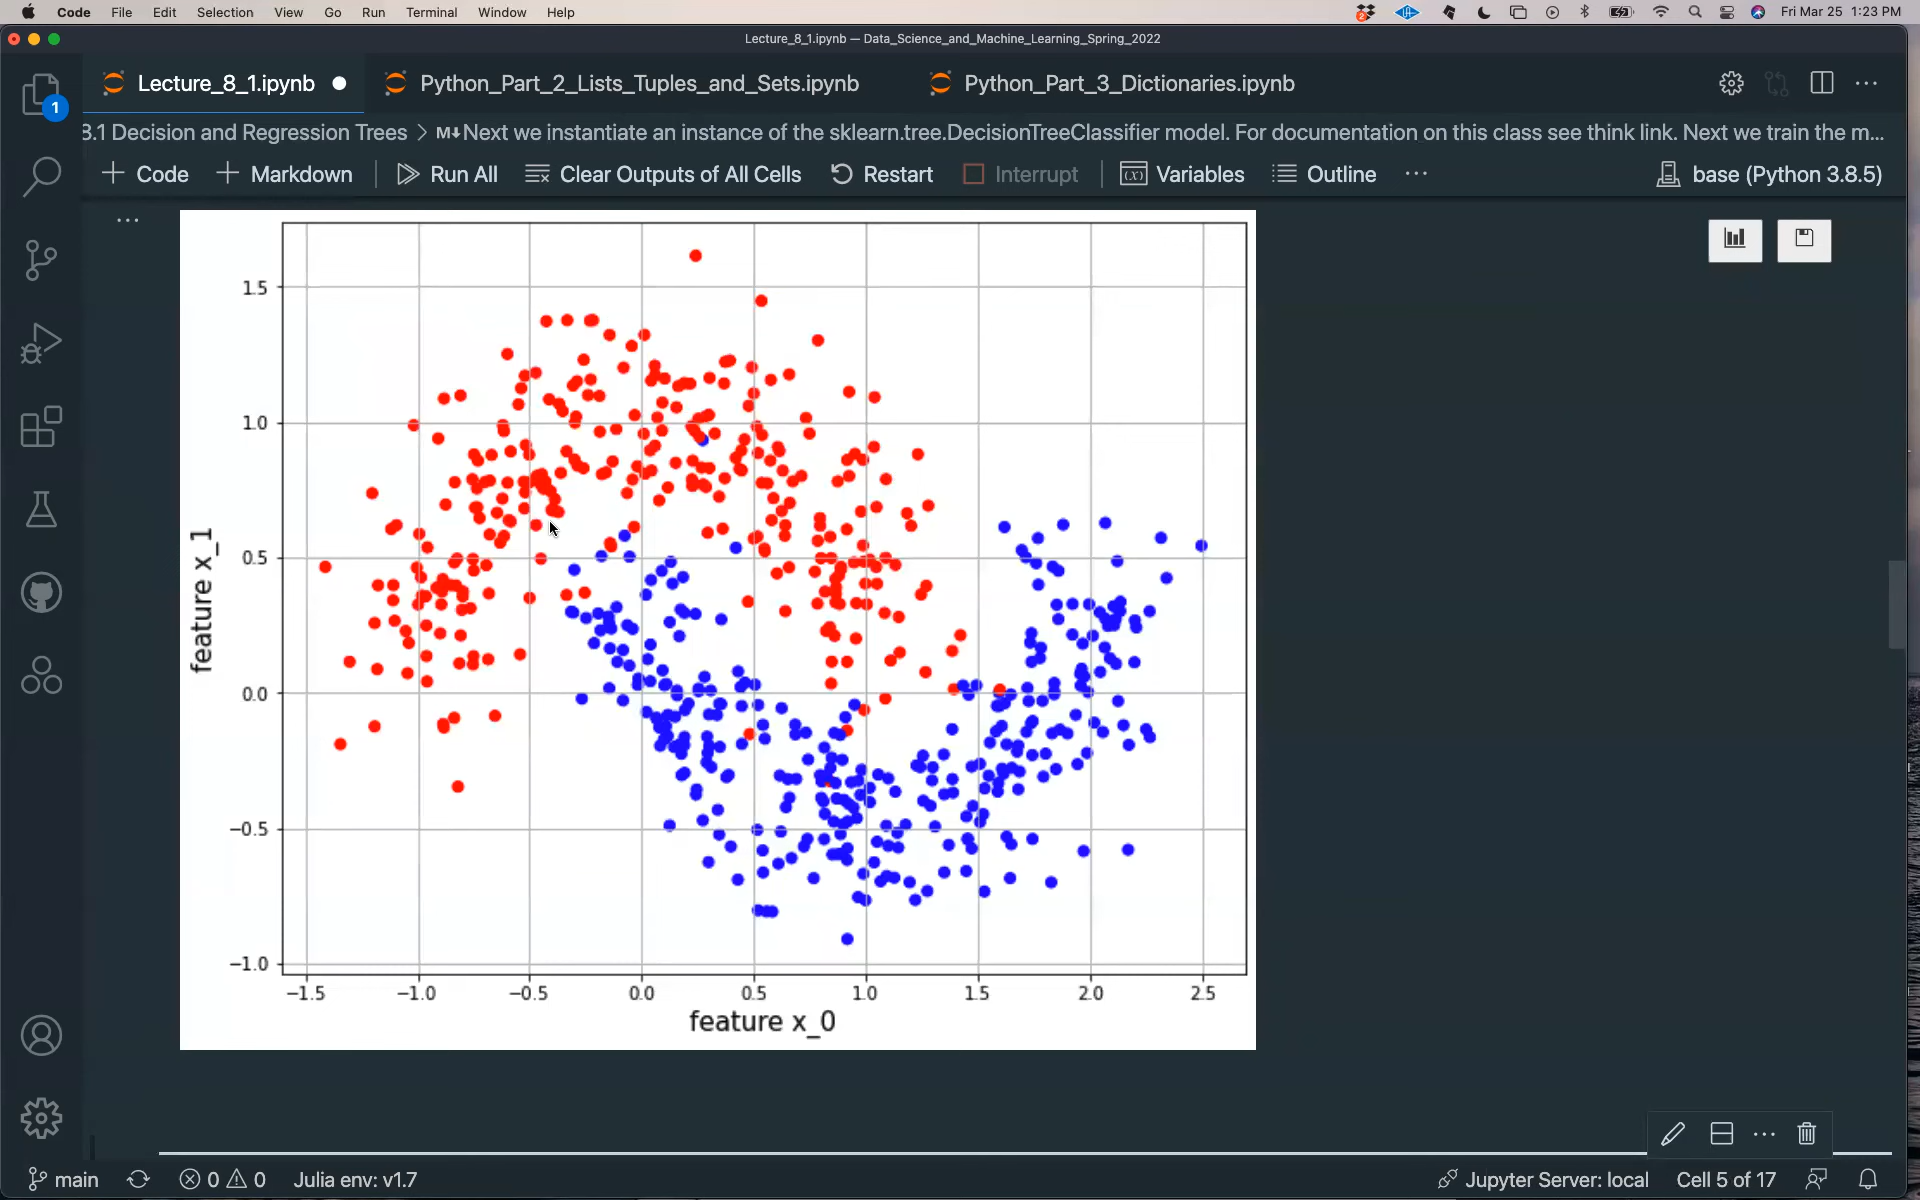 Code File Edit Selection View Go Run Terminal Window Help Fri Mar 25 1:23 PM
Lecture_8_1.ipynb — Data_Science_and_Machine_Learning_Spring_2022
1 Lecture_8_1.ipynb Python_Part_2_Lists_Tuples_and_Sets.ipynb Python_Part_3_Dictionaries.ipynb
8.1 Decision and Regression Trees > M↓Next we instantiate an instance of the sklearn.tree.DecisionTreeClassifier model. For documentation on this class see think link. Next we train the m...
+ Code + Markdown Run All Clear Outputs of All Cells Restart Interrupt Variables Outline ... base (Python 3.8.5)
1.5
1.0
0.5
0.0
−0.5
−1.0
feature x_1
−1.5 −1.0 −0.5 0.0 0.5 1.0 1.5 2.0 2.5
feature x_0
main 0 0 Julia env: v1.7 Jupyter Server: local Cell 5 of 17